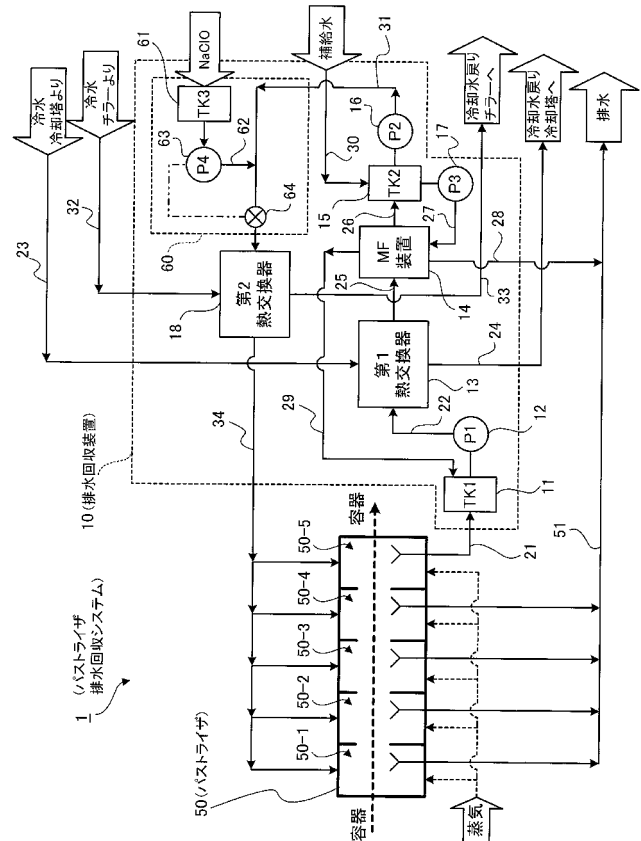 1
(パストライザ
排水回収システム)
10(排水回収装置)
冷水
冷却塔より
冷水
チラーより
23
32
61
NaClO
TK3
63
P4
62
64
60
補給水
30
31
16
P2
15
TK2
17
P3
26
27
第2
熱交換器
18
MF
装置
14
25
28
33
第1
熱交換器
13
24
22
29
P1
12
TK1
11
21
34
冷却水戻り
チラーへ
冷却水戻り
冷却塔へ
排水
51
50(パストライザ)
50-1
50-2
50-3
50-4
50-5
容器
容器
蒸気